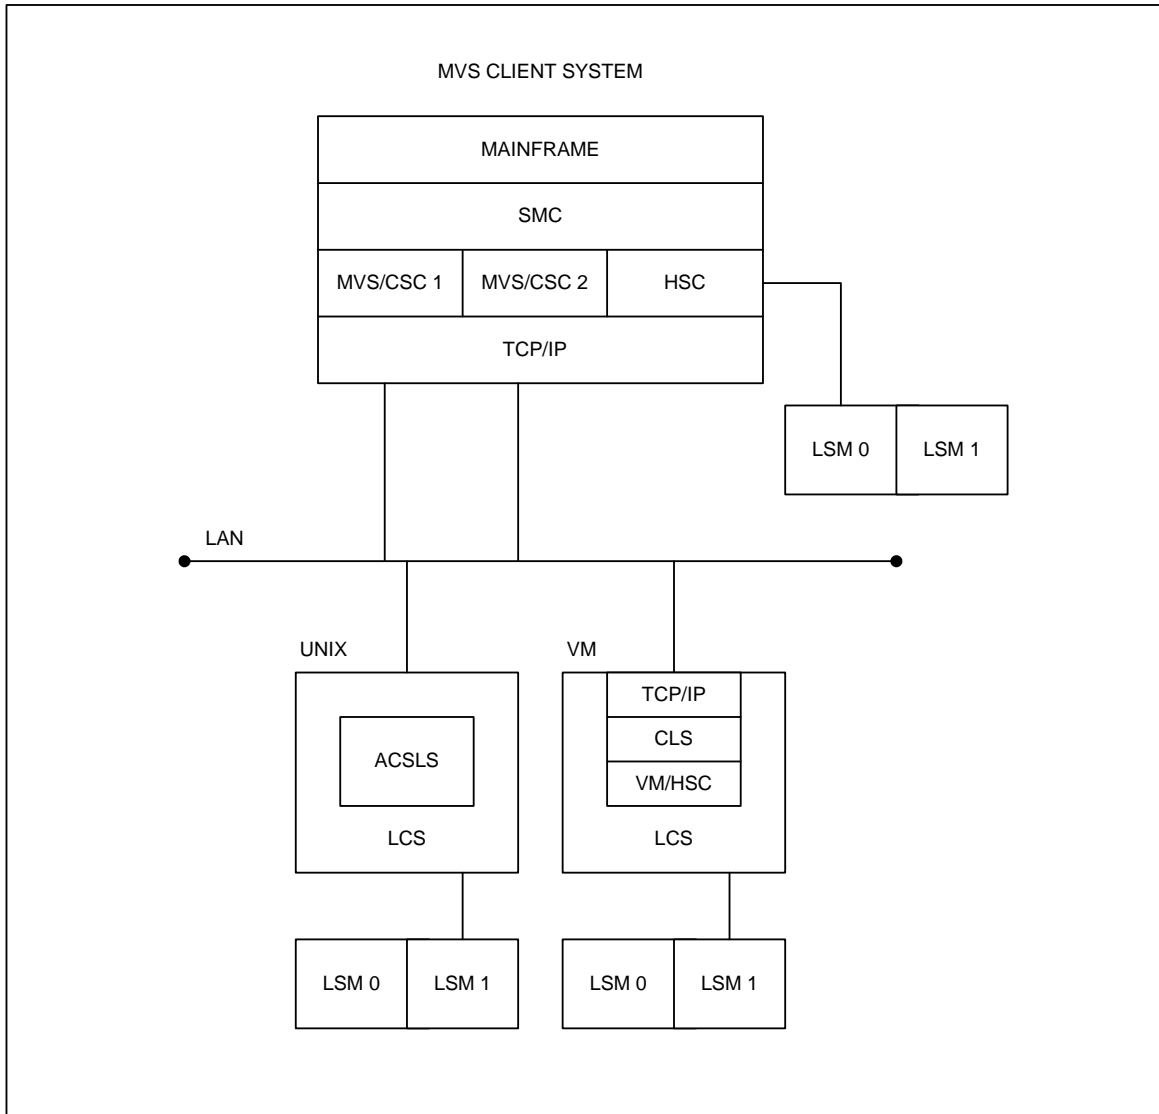 MVS CLIENT SYSTEM
MAINFRAME
SMC
MVS/CSC 1
MVS/CSC 2
HSC
TCP/IP
LSM 0
LSM 1
LAN
UNIX
VM
TCP/IP
CLS
VM/HSC
ACSLS
LCS
LCS
LSM 0
LSM 1
LSM 0
LSM 1